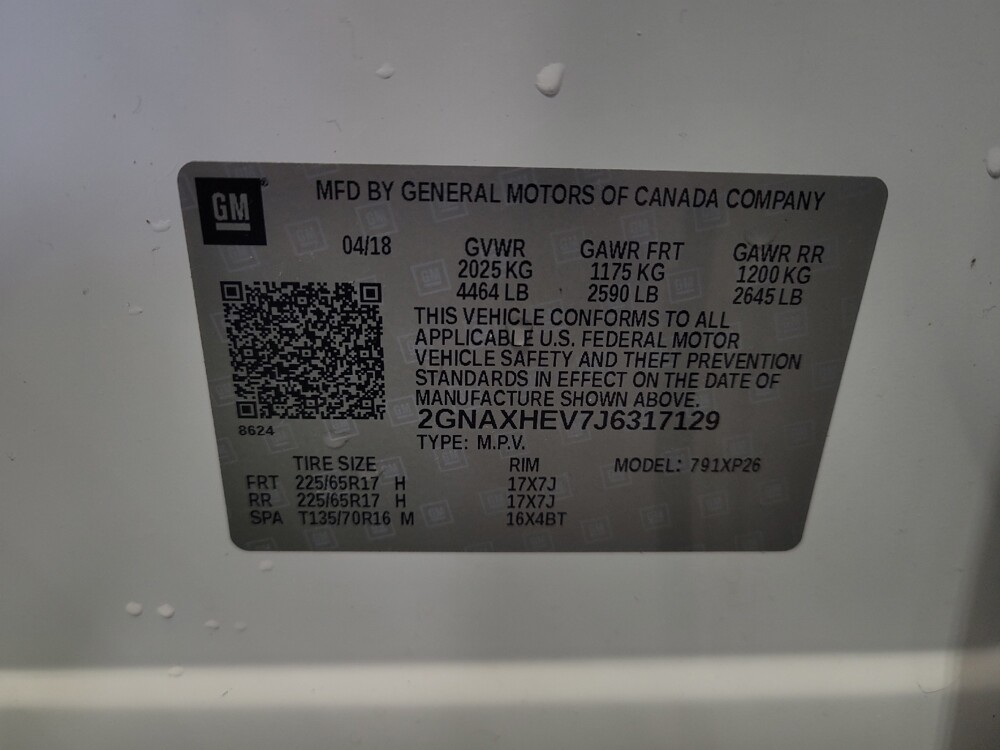 GM
MFD BY GENERAL MOTORS OF CANADA COMPANY
04/18 GVWR GAWR FRT GAWR RR
2025 KG 1175 KG 1200 KG
4464 LB 2590 LB 2645 LB
THIS VEHICLE CONFORMS TO ALL
APPLICABLE U.S. FEDERAL MOTOR
VEHICLE SAFETY AND THEFT PREVENTION
STANDARDS IN EFFECT ON THE DATE OF
MANUFACTURE SHOWN ABOVE.
2GNAXHEV7J6317129
8624
TYPE: M.P.V.
TIRE SIZE RIM MODEL: 791XP26
FRT 225/65R17 H 17X7J
RR 225/65R17 H 17X7J
SPA T135/70R16 M 16X4BT